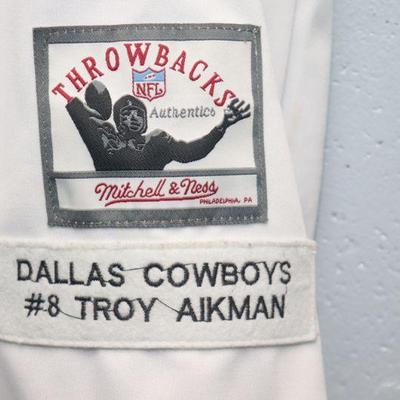 THROWBACKS
NFL
Authentics
Mitchell & Ness
PHILADELPHIA, PA
DALLAS COWBOYS
#8 TROY AIKMAN